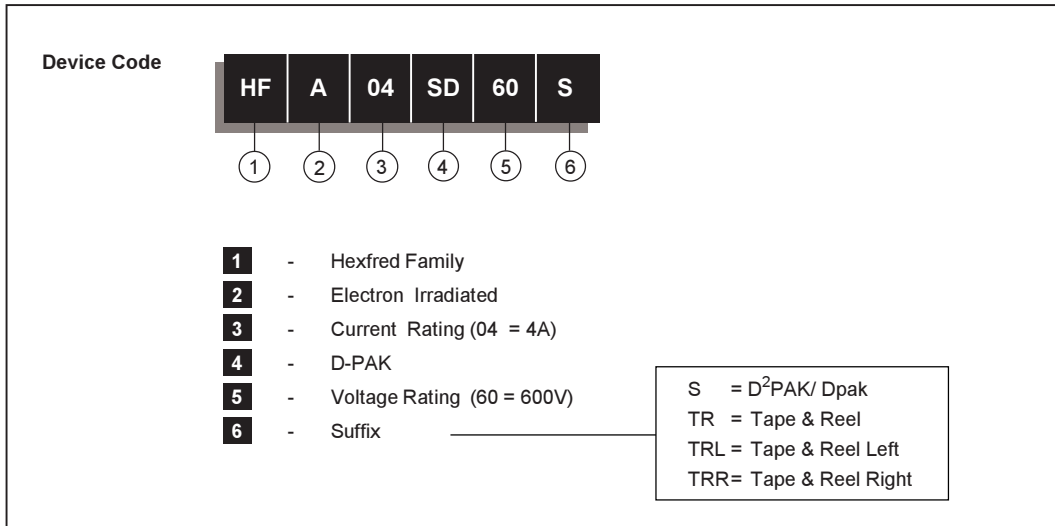 Device Code
HF A 04 SD 60 S
1 2 3 4 5 6
1 - Hexfred Family
2 - Electron Irradiated
3 - Current Rating (04 = 4A)
4 - D-PAK
5 - Voltage Rating (60 = 600V)
6 - Suffix
S = D²PAK/ Dpak
TR = Tape & Reel
TRL = Tape & Reel Left
TRR= Tape & Reel Right